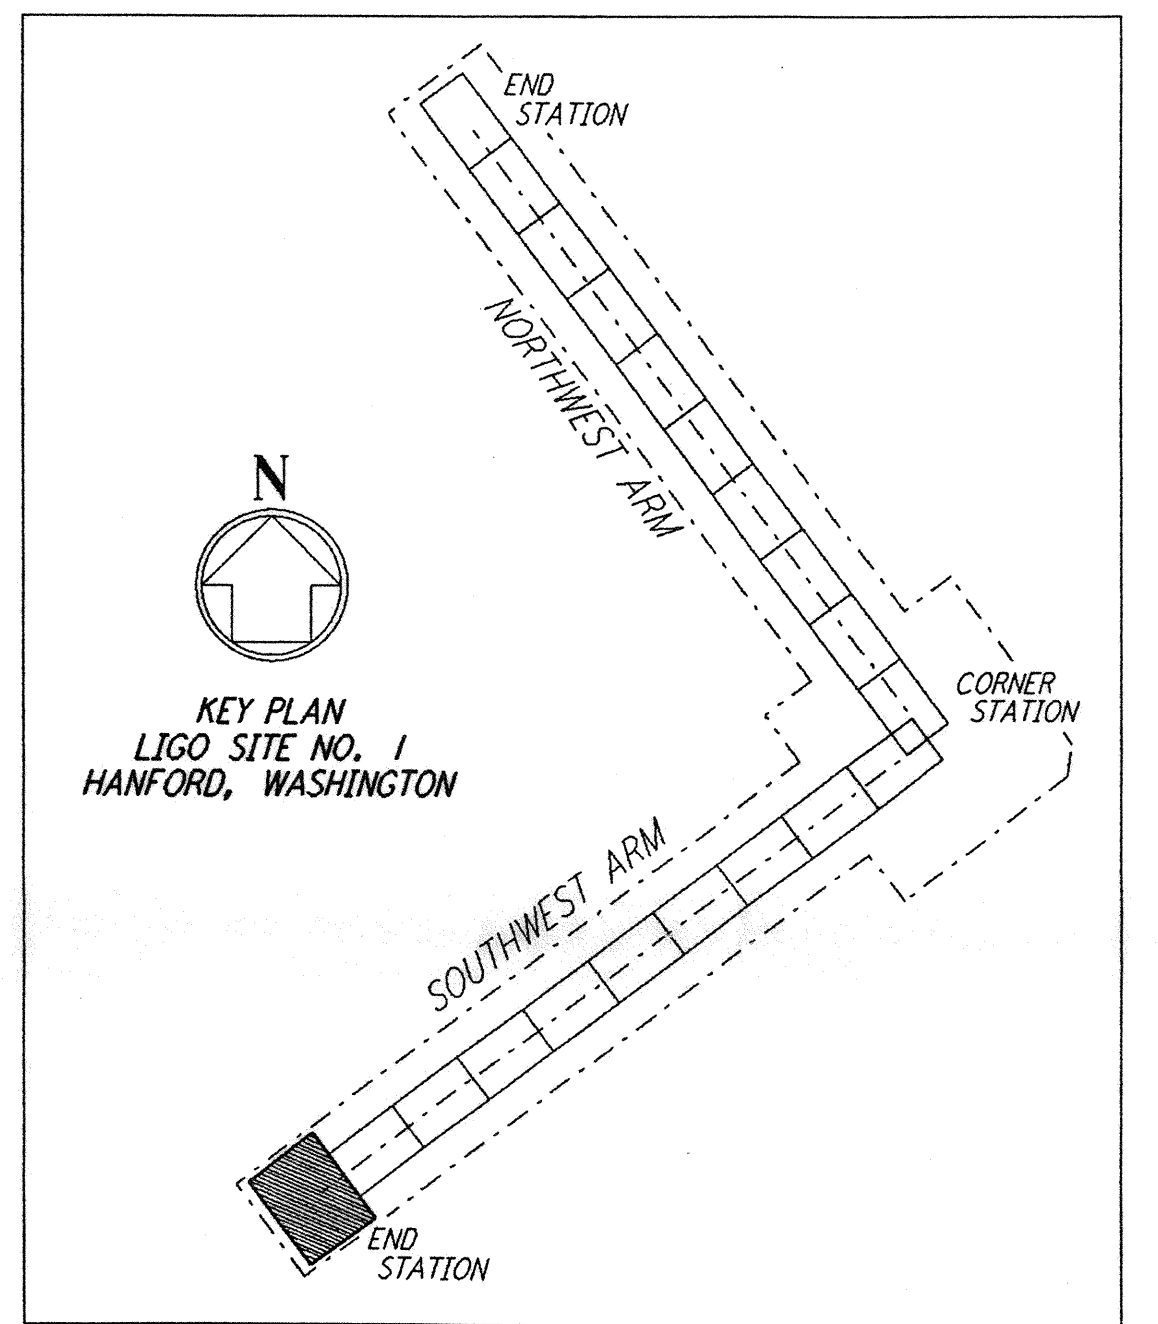 END
STATION
NORTHWEST ARM
N
CORNER
STATION
KEY PLAN
LIGO SITE NO. 1
HANFORD, WASHINGTON
SOUTHWEST ARM
END
STATION